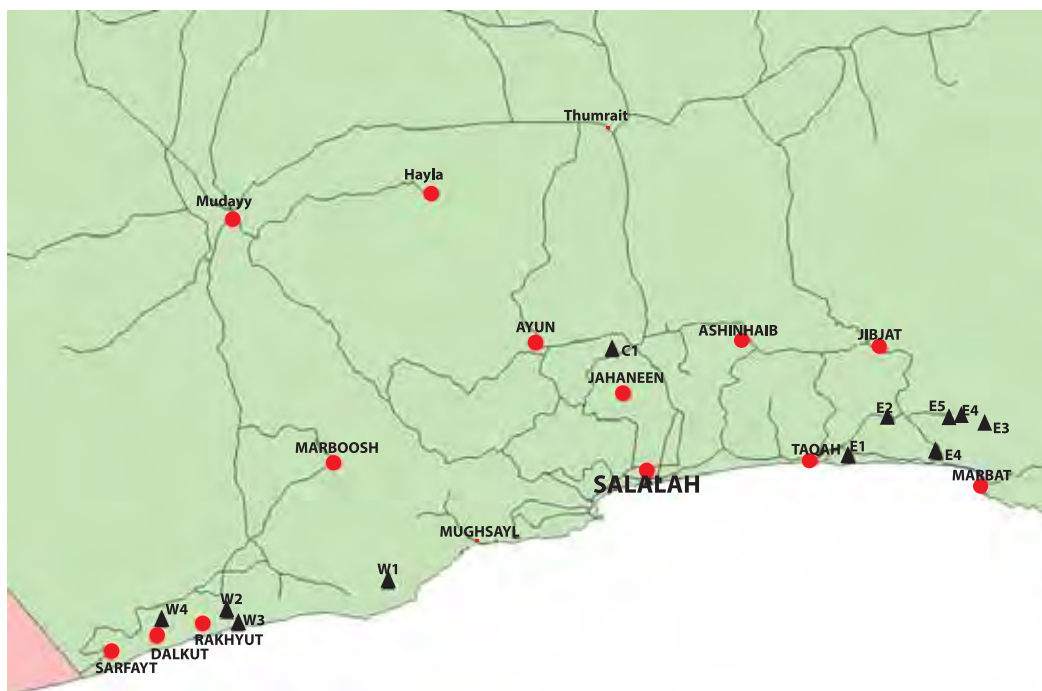 Thumrait
Hayla
Mudayy
AYUN
ASHINHAIB
JIBJAT
C1
JAHANEEN
E2
E5
E4
E3
MARBOOSH
TAQAH
E1
E4
SALALAH
MARBAT
MUGHSAYL
W1
W2
W4
W3
RAKHYUT
DALKUT
SARFAYT